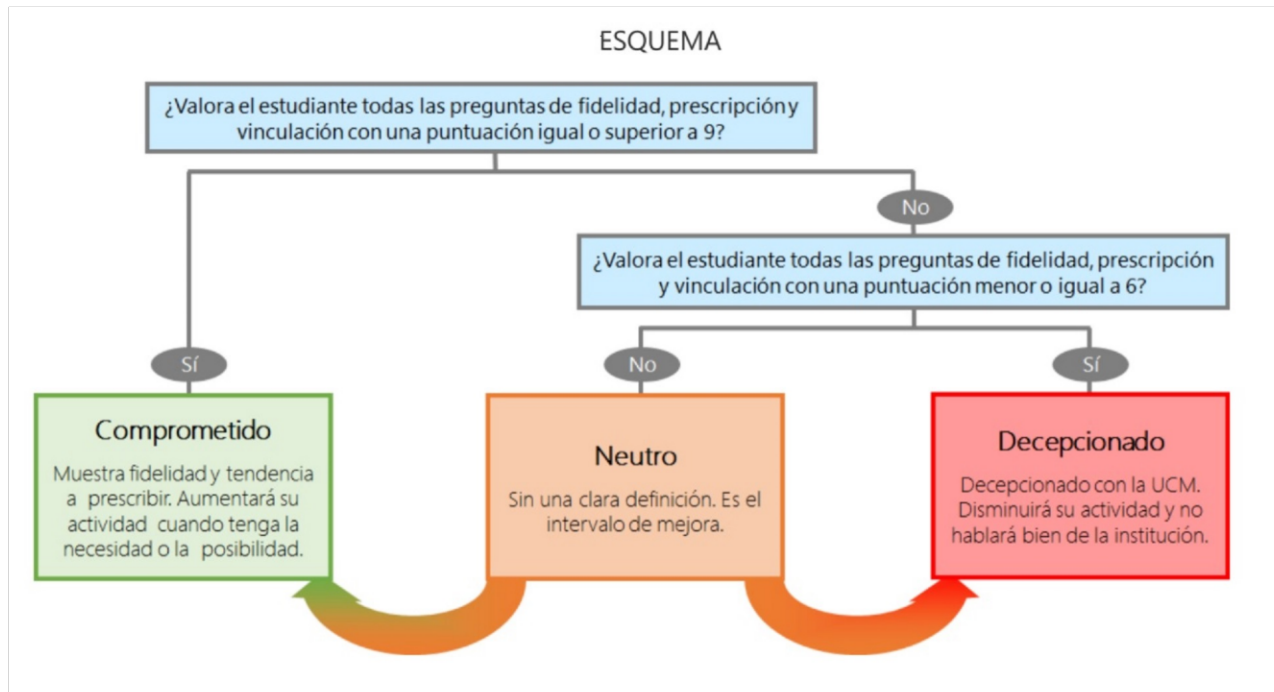 ESQUEMA
¿Valora el estudiante todas las preguntas de fidelidad, prescripción y
vinculación con una puntuación igual o superior a 9?
No
¿Valora el estudiante todas las preguntas de fidelidad, prescripción
y vinculación con una puntuación menor o igual a 6?
Sí
No
Sí
Comprometido
Muestra fidelidad y tendencia
a prescribir. Aumentará su
actividad cuando tenga la
necesidad o la posibilidad.
Neutro
Sin una clara definición. Es el
intervalo de mejora.
Decepcionado
Decepcionado con la UCM.
Disminuirá su actividad y no
hablará bien de la institución.